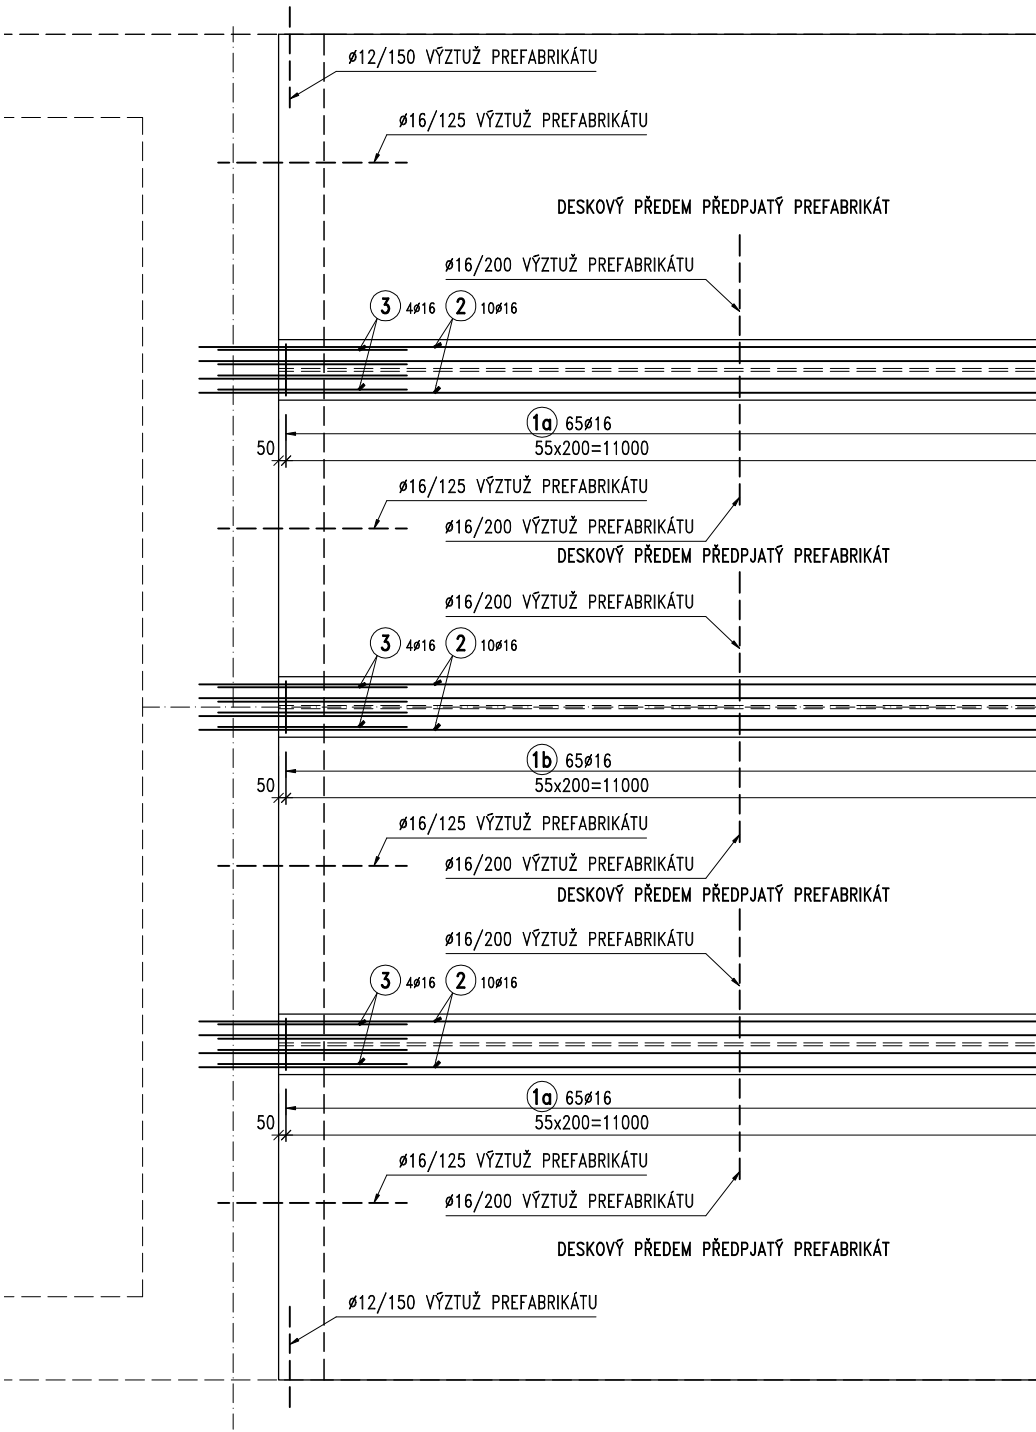 ø12/150 VÝZTUŽ PREFABRIKÁTU
ø16/125 VÝZTUŽ PREFABRIKÁTU
DESKOVÝ PŘEDEM PŘEDPJATÝ PREFABRIKÁT
ø16/200 VÝZTUŽ PREFABRIKÁTU
3 4ø16 2 10ø16
1a 65ø16
50 55x200=11000
ø16/125 VÝZTUŽ PREFABRIKÁTU
ø16/200 VÝZTUŽ PREFABRIKÁTU
DESKOVÝ PŘEDEM PŘEDPJATÝ PREFABRIKÁT
ø16/200 VÝZTUŽ PREFABRIKÁTU
3 4ø16 2 10ø16
1b 65ø16
50 55x200=11000
ø16/125 VÝZTUŽ PREFABRIKÁTU
ø16/200 VÝZTUŽ PREFABRIKÁTU
DESKOVÝ PŘEDEM PŘEDPJATÝ PREFABRIKÁT
ø16/200 VÝZTUŽ PREFABRIKÁTU
3 4ø16 2 10ø16
1a 65ø16
50 55x200=11000
ø16/125 VÝZTUŽ PREFABRIKÁTU
ø16/200 VÝZTUŽ PREFABRIKÁTU
DESKOVÝ PŘEDEM PŘEDPJATÝ PREFABRIKÁT
ø12/150 VÝZTUŽ PREFABRIKÁTU